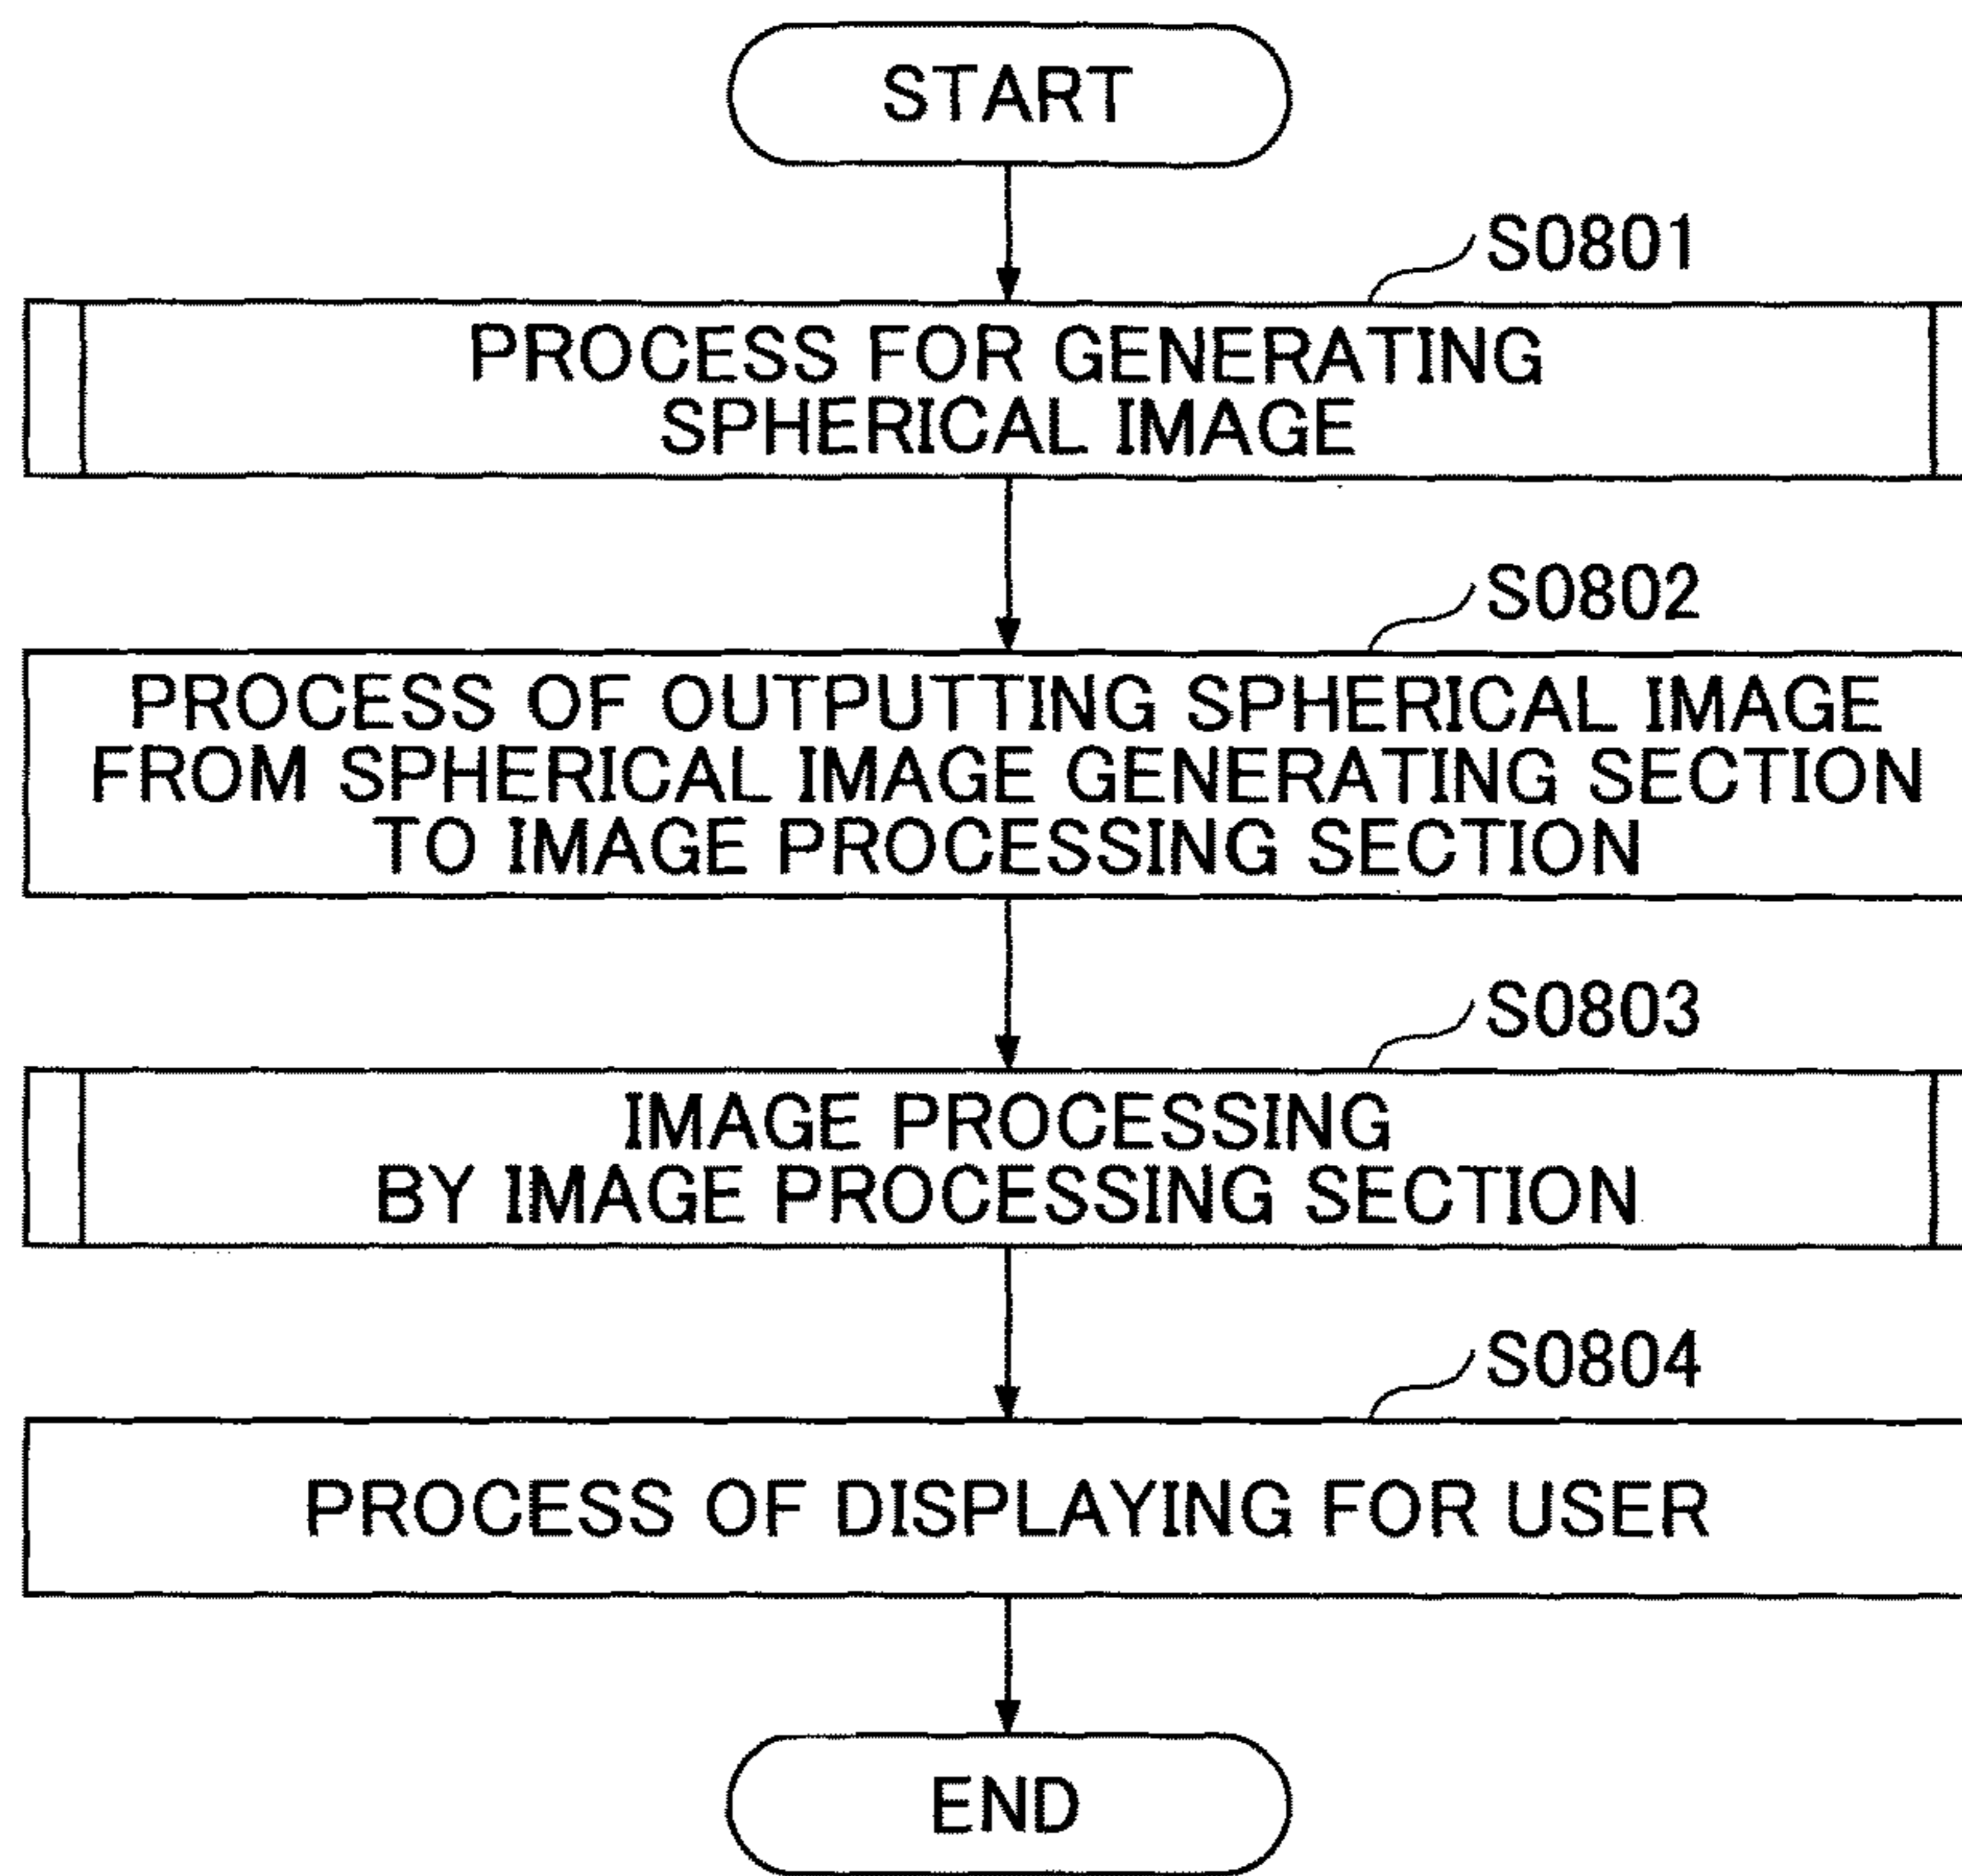 START
S0801
PROCESS FOR GENERATING
SPHERICAL IMAGE
S0802
PROCESS OF OUTPUTTING SPHERICAL IMAGE
FROM SPHERICAL IMAGE GENERATING SECTION
TO IMAGE PROCESSING SECTION
S0803
IMAGE PROCESSING
BY IMAGE PROCESSING SECTION
S0804
PROCESS OF DISPLAYING FOR USER
END